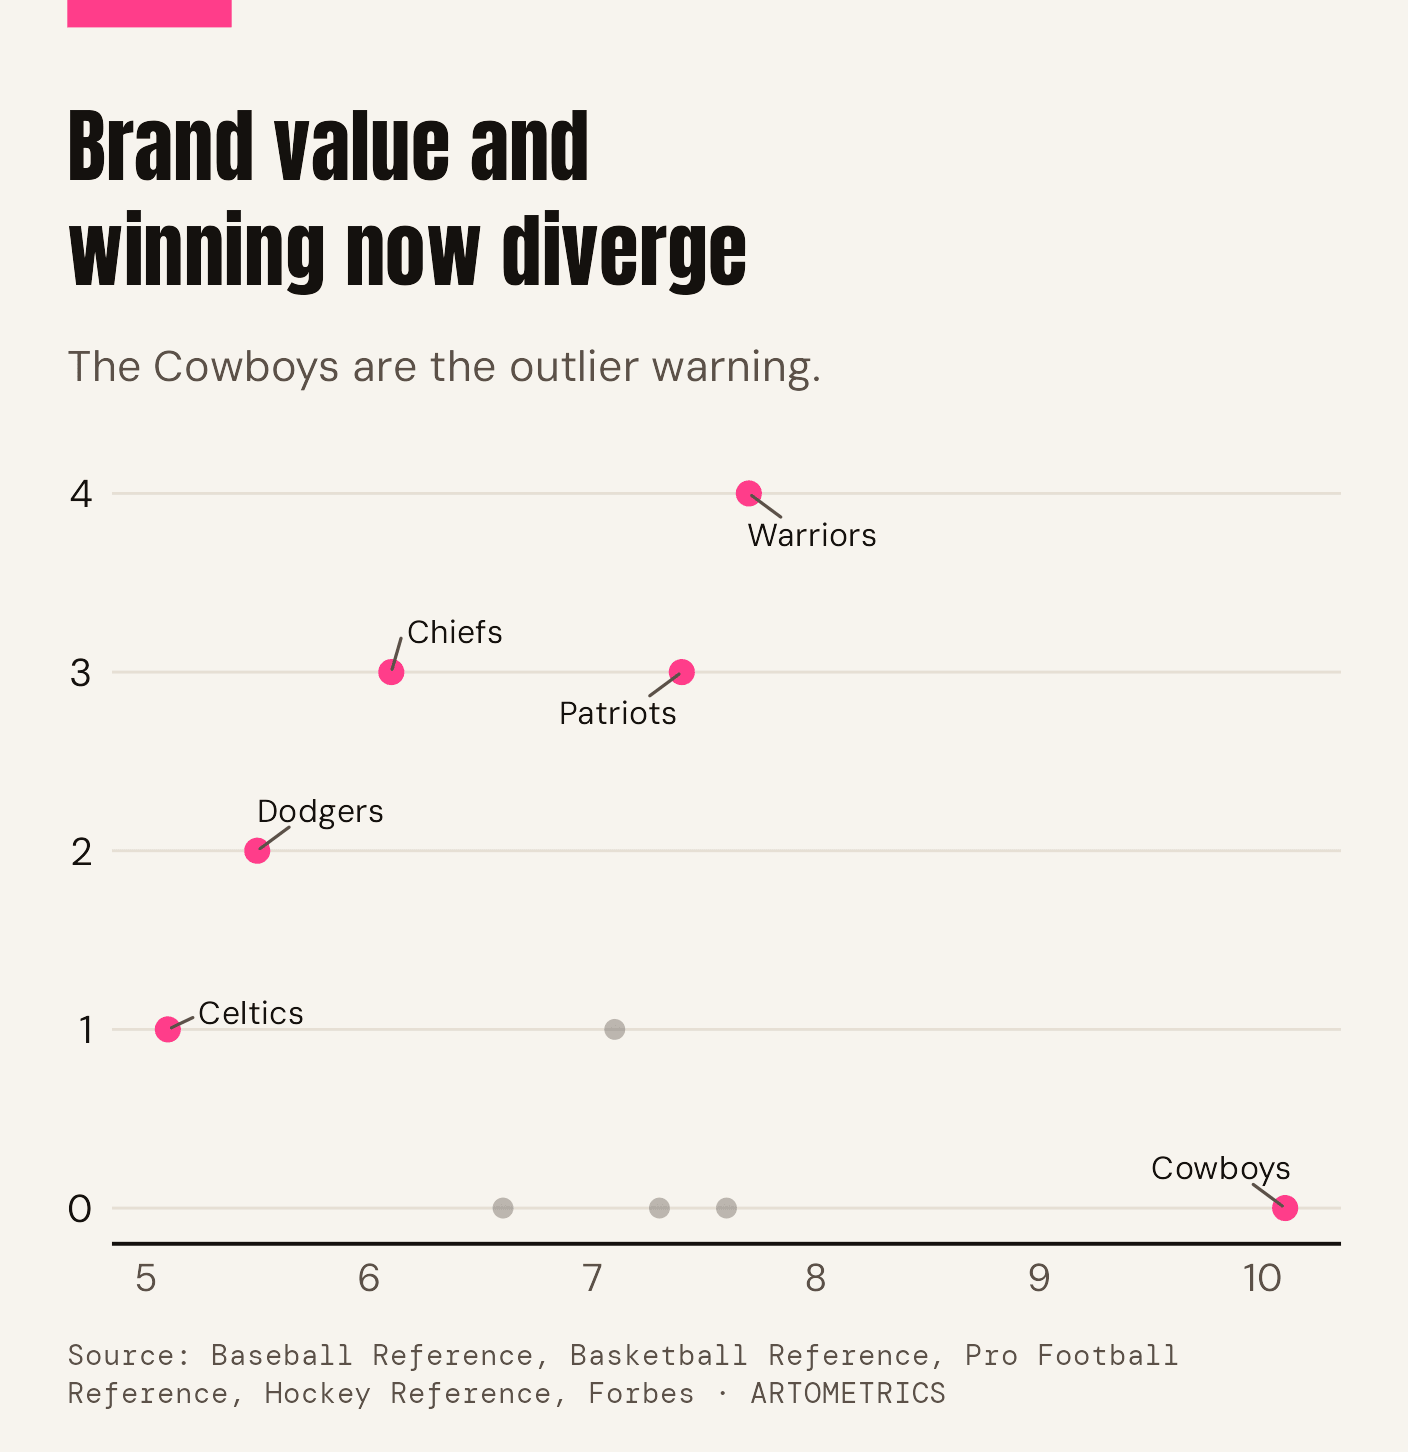 Brand value and
winning now diverge
The Cowboys are the outlier warning.
4
Warriors
Chiefs
3
Patriots
Dodgers
2
Celtics
1
Cowboys
0
5 6 7 8 9 10
Source: Baseball Reference, Basketball Reference, Pro Football
Reference, Hockey Reference, Forbes · ARTOMETRICS